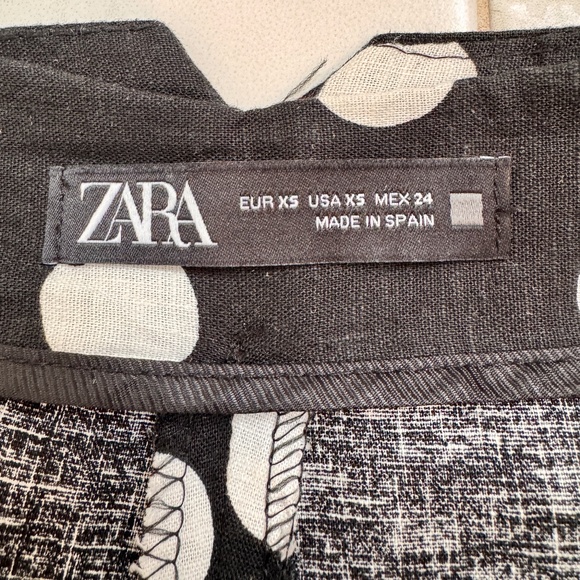 ZARA
EUR XS USA XS MEX 24
MADE IN SPAIN